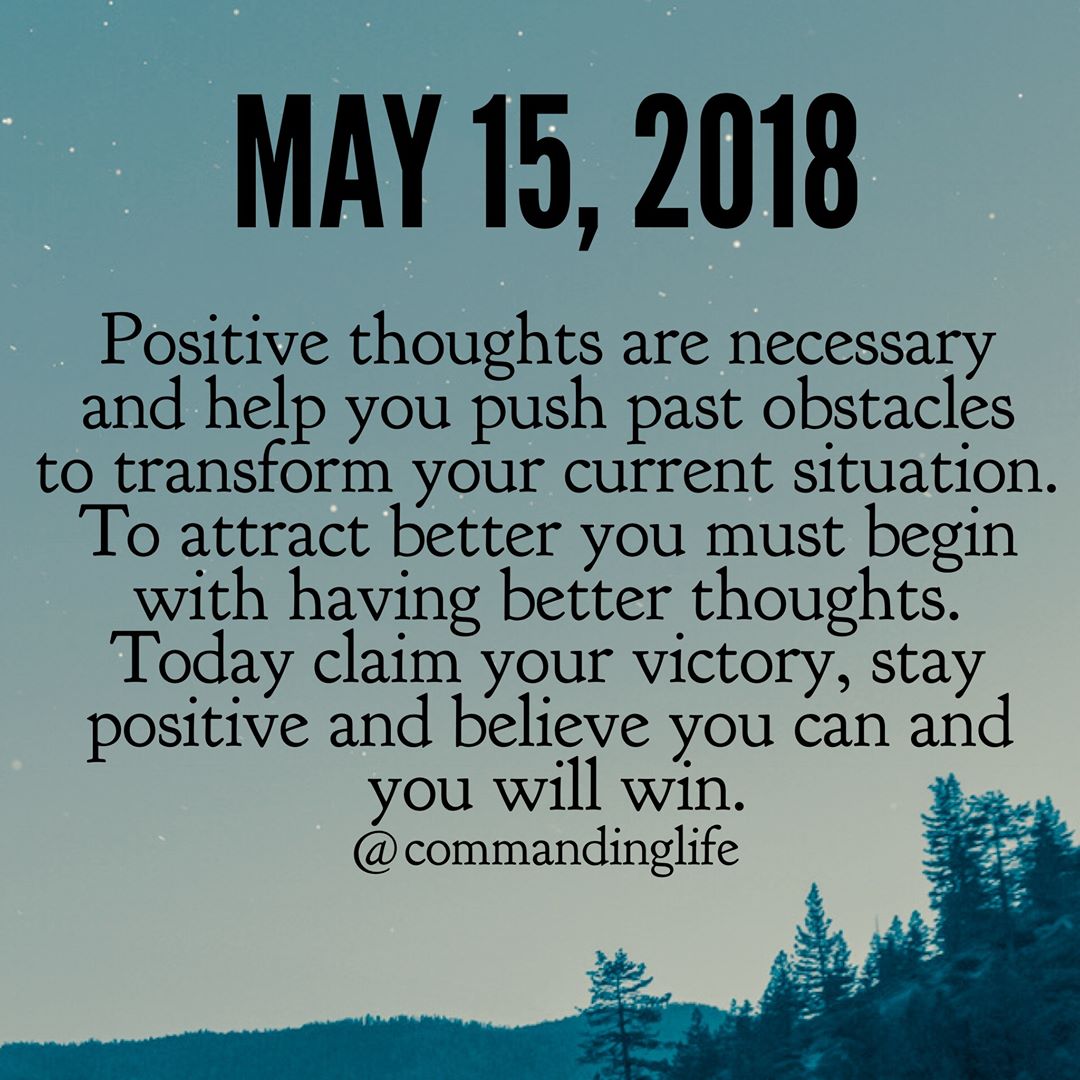 MAY 15, 2018
Positive thoughts are necessary
and help you push past obstacles
to transform your current situation.
To attract better you must begin
with having better thoughts.
Today claim your victory, stay
positive and believe you can and
you will win.
@commandinglife